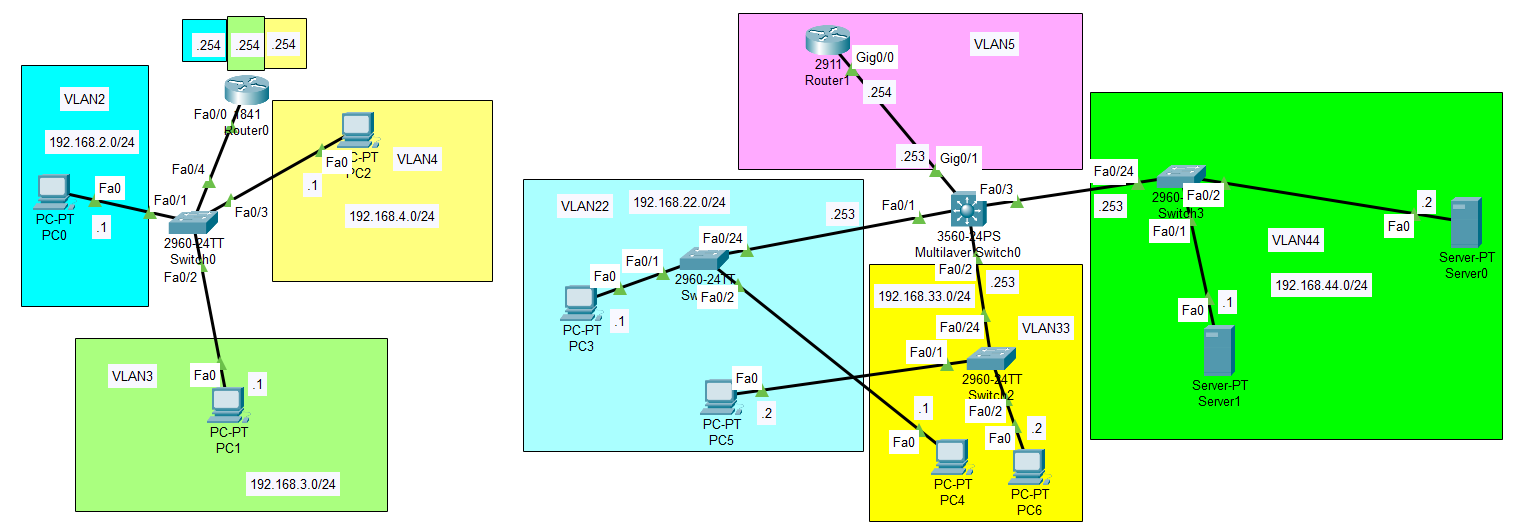 .254
.254
.254
VLAN2
192.168.2.0/24
Fa0
PC-PT
PC0
.1
Fa0/1
Fa0/0
1841
Router0
Fa0/4
Fa0/3
2960-24TT
Switch0
Fa0/2
Fa0
PC-PT
PC2
.1
VLAN4
192.168.4.0/24
VLAN3
Fa0
.1
PC-PT
PC1
192.168.3.0/24
VLAN5
2911
Router1
Gig0/0
.254
.253
Gig0/1
VLAN22
192.168.22.0/24
.253
Fa0/1
Fa0/3
3560-24PS
Multilayer Switch0
Fa0/2
Fa0/24
Fa0/1
2960-24TT
Fa0/2
Fa0
.1
PC-PT
PC3
Fa0
.2
PC-PT
PC5
192.168.33.0/24
.253
Fa0/24
VLAN33
Fa0/1
2960-24TT
Switch2
Fa0/2
.1
Fa0
PC-PT
PC4
.2
Fa0
PC-PT
PC6
Fa0/24
.253
Fa0/2
Switch3
Fa0/1
.2
Fa0
Server-PT
Server0
VLAN44
192.168.44.0/24
Fa0
.1
Server-PT
Server1